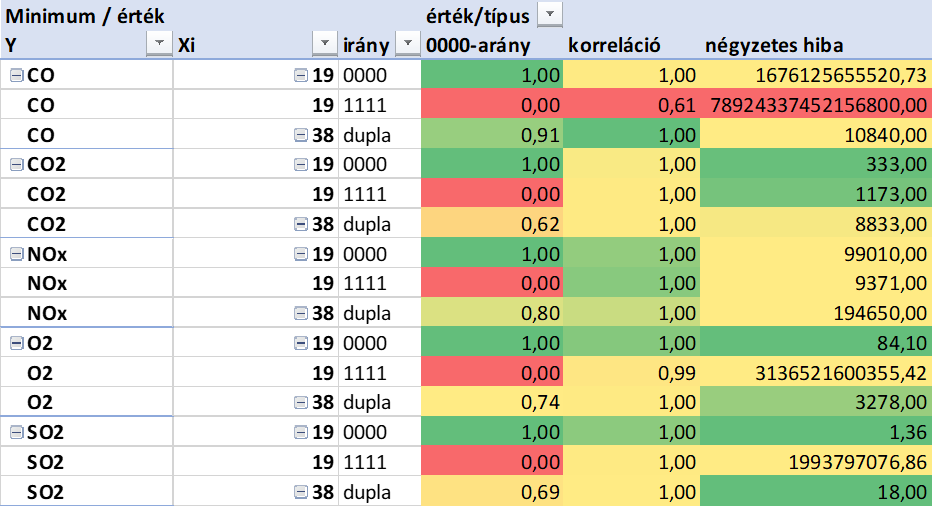 Minimum / érték érték/típus
Y Xi irány 0000-arány korreláció négyzetes hiba
CO 19 0000 1,00 1,00 1676125655520,73
CO 19 1111 0,00 0,61 78924337452156800,00
CO 38 dupla 0,91 1,00 10840,00
CO2 19 0000 1,00 1,00 333,00
CO2 19 1111 0,00 1,00 1173,00
CO2 38 dupla 0,62 1,00 8833,00
NOx 19 0000 1,00 1,00 99010,00
NOx 19 1111 0,00 1,00 9371,00
NOx 38 dupla 0,80 1,00 194650,00
O2 19 0000 1,00 1,00 84,10
O2 19 1111 0,00 0,99 3136521600355,42
O2 38 dupla 0,74 1,00 3278,00
SO2 19 0000 1,00 1,00 1,36
SO2 19 1111 0,00 1,00 1993797076,86
SO2 38 dupla 0,69 1,00 18,00